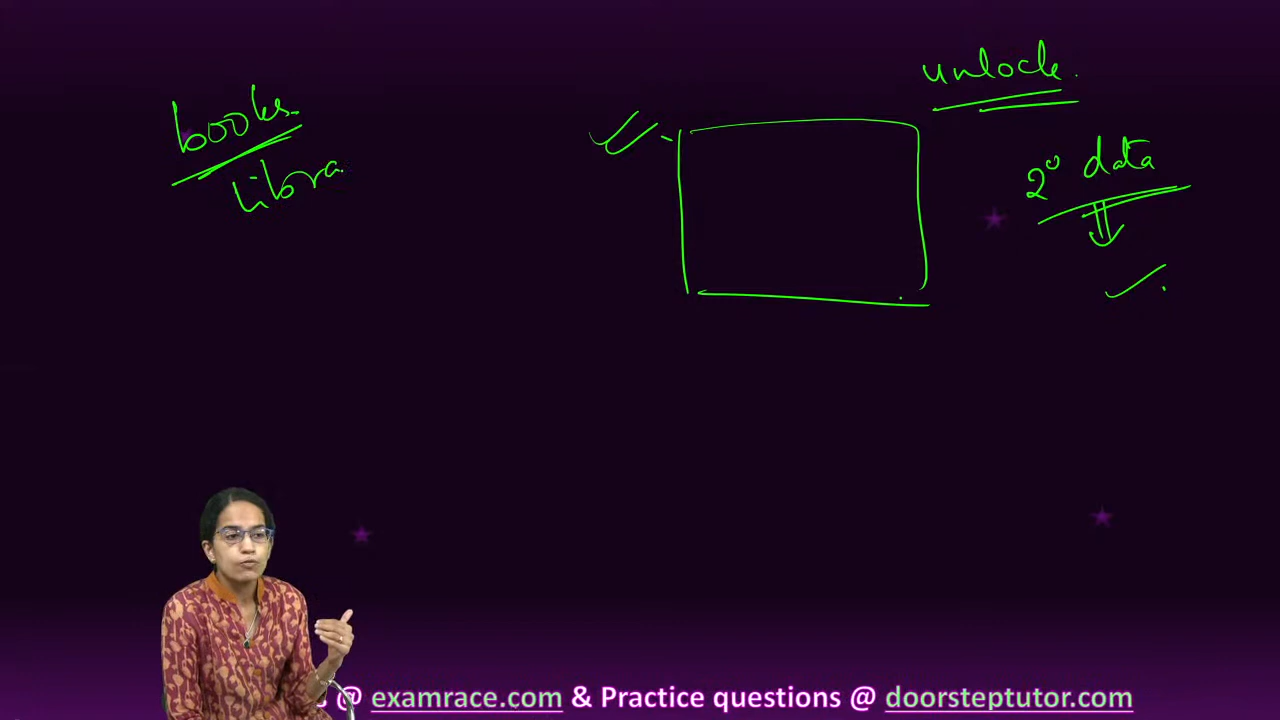 books.
Libra
unlock.
2° data
@ examrace.com & Practice questions @ doorsteptutor.com